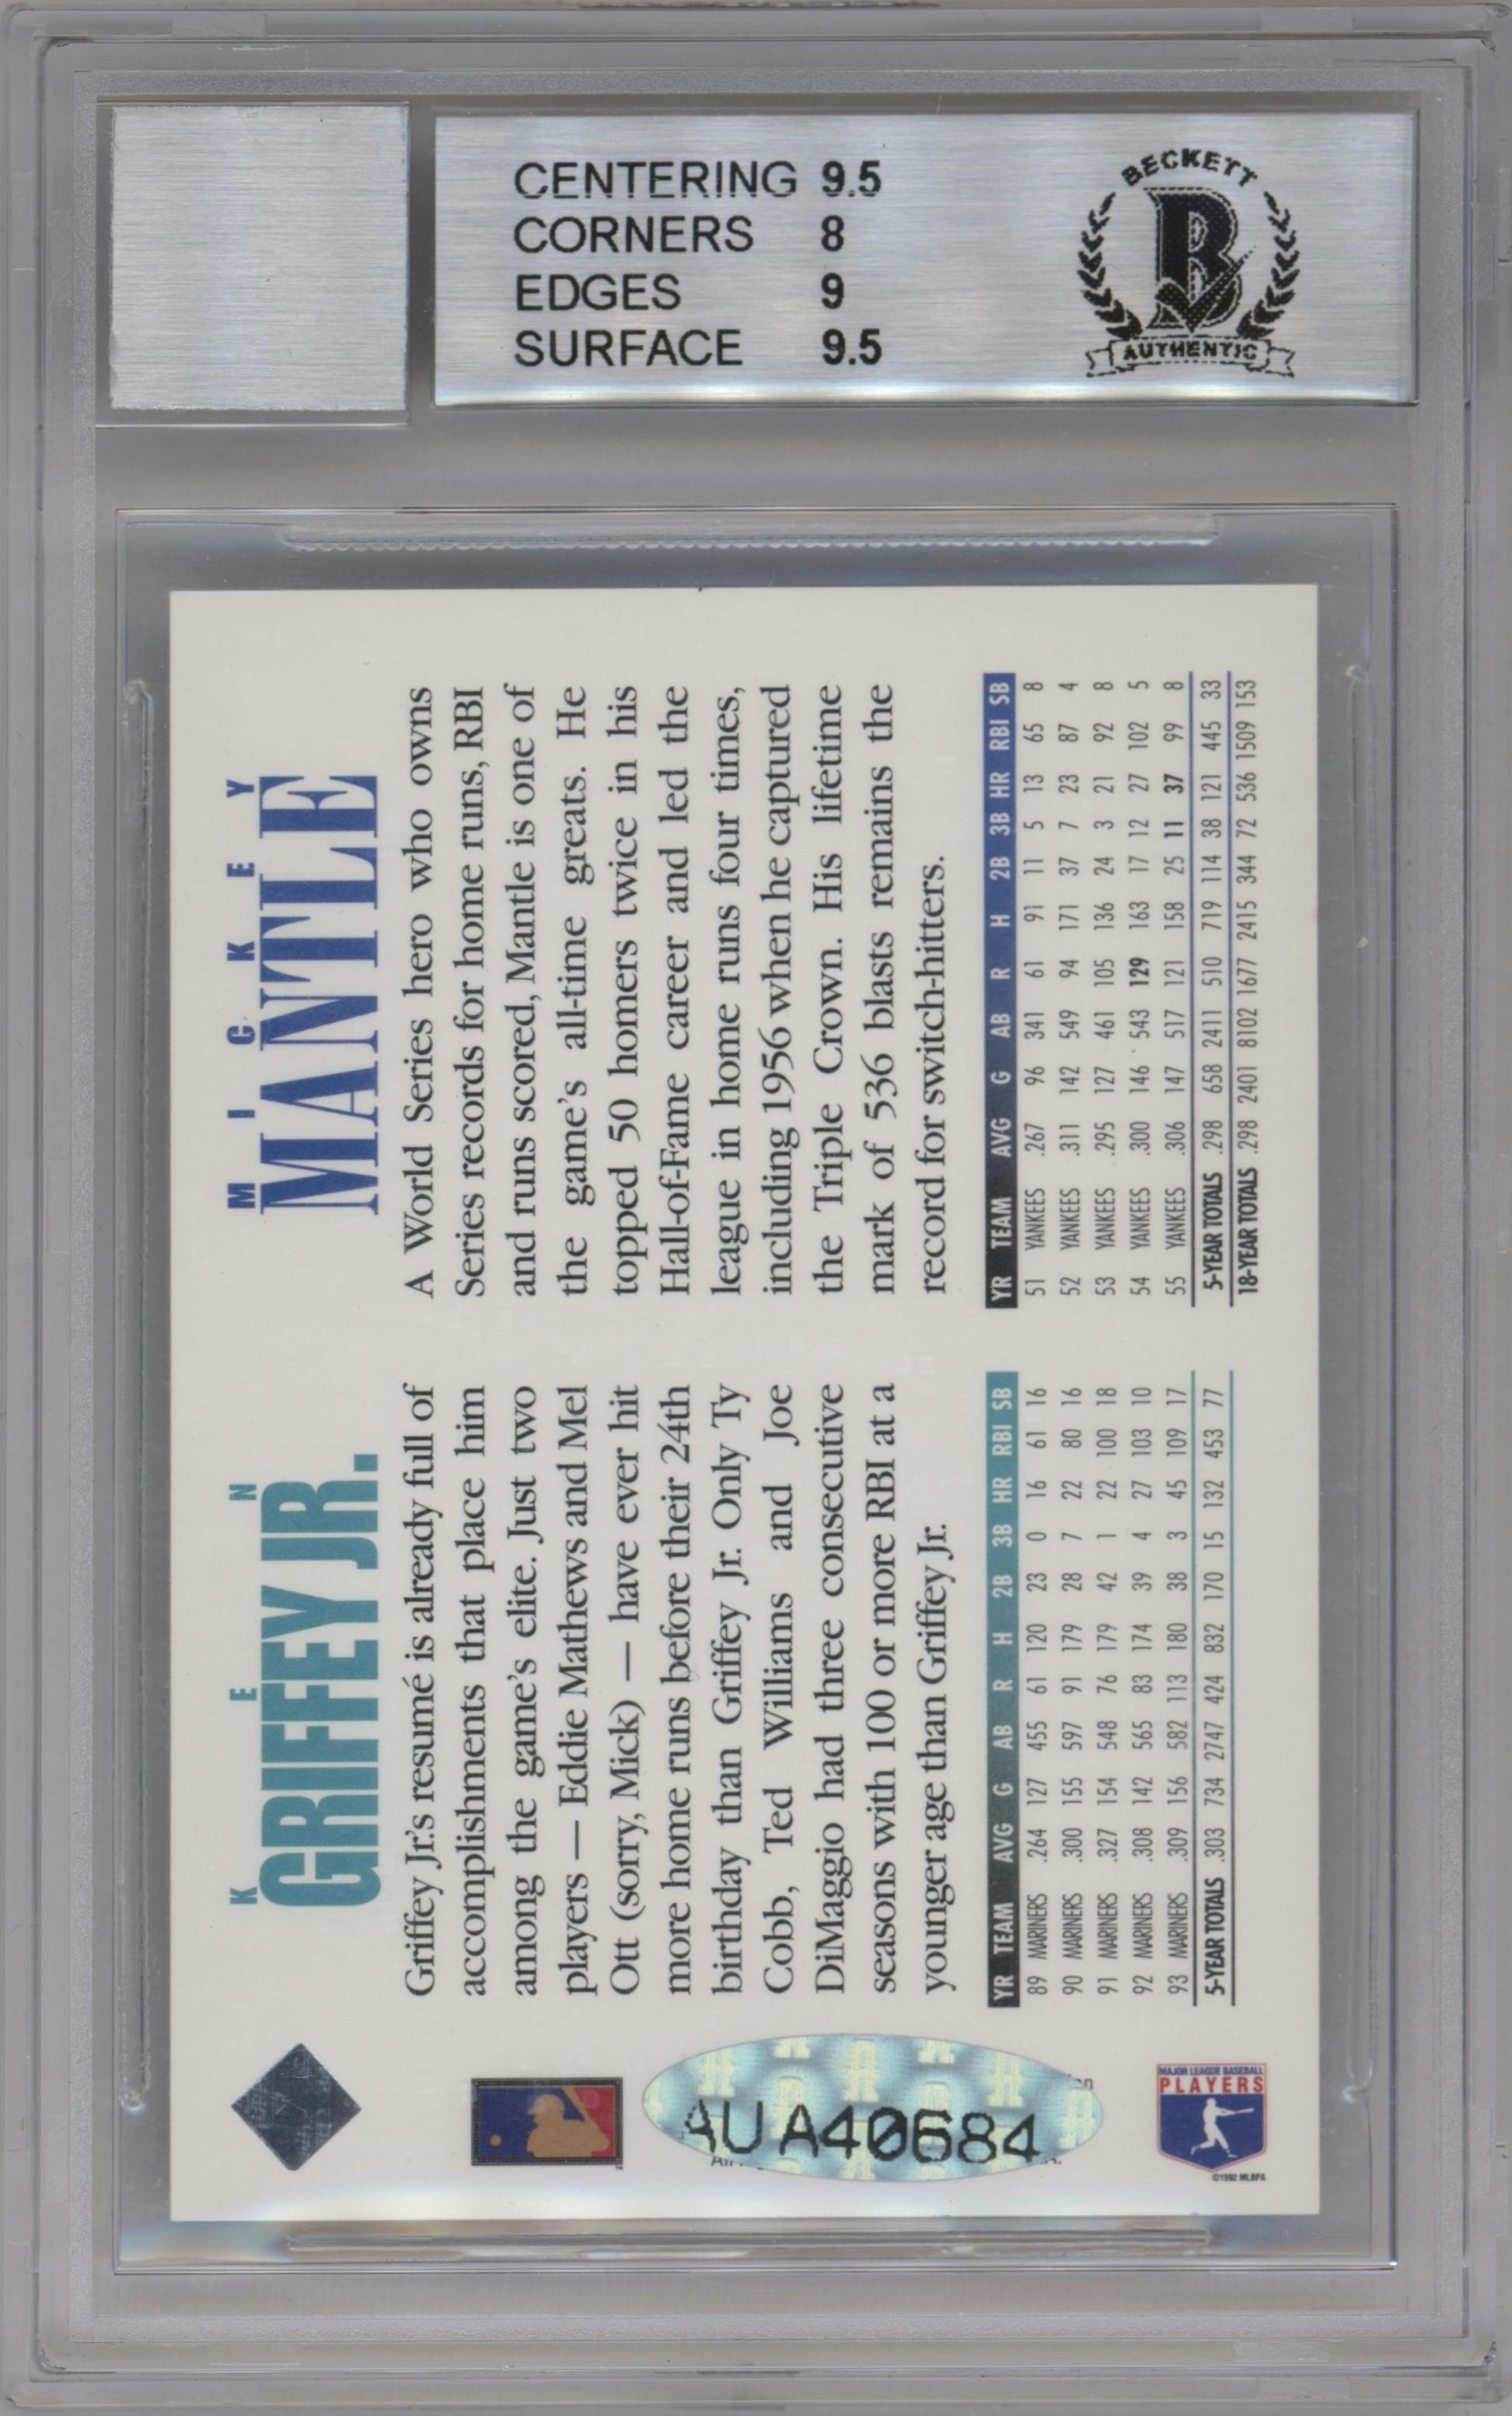 CENTERING 9.5
CORNERS 8
EDGES 9
SURFACE 9.5
BECKETT
B
AUTHENTIC
KEN
GRIFFEY JR.
Griffey Jr.'s resumé is already full of
accomplishments that place him
among the game's elite. Just two
players — Eddie Mathews and Mel
Ott (sorry, Mick) — have ever hit
more home runs before their 24th
birthday than Griffey Jr. Only Ty
Cobb, Ted Williams and Joe
DiMaggio had three consecutive
seasons with 100 or more RBI at a
younger age than Griffey Jr.
YR TEAM AVG G AB R H 2B 3B HR RBI SB
89 MARINERS .264 127 455 61 120 23 0 16 61 16
90 MARINERS .300 155 597 91 179 28 7 22 80 16
91 MARINERS .327 154 548 76 179 42 1 22 100 18
92 MARINERS .308 142 565 83 174 39 4 27 103 10
93 MARINERS .309 156 582 113 180 38 3 45 109 17
5-YEAR TOTALS .303 734 2747 424 832 170 15 132 453 77
MICKEY
MANTLE
A World Series hero who owns
Series records for home runs, RBI
and runs scored, Mantle is one of
the game's all-time greats. He
topped 50 homers twice in his
Hall-of-Fame career and led the
league in home runs four times,
including 1956 when he captured
the Triple Crown. His lifetime
mark of 536 blasts remains the
record for switch-hitters.
YR TEAM AVG G AB R H 2B 3B HR RBI SB
51 YANKEES .267 96 341 61 91 11 5 13 65 8
52 YANKEES .311 142 549 94 171 37 7 23 87 4
53 YANKEES .295 127 461 105 136 24 3 21 92 8
54 YANKEES .300 146 543 129 163 17 12 27 102 5
55 YANKEES .306 147 517 121 158 25 11 37 99 8
5-YEAR TOTALS .298 658 2411 510 719 114 38 121 445 33
18-YEAR TOTALS .298 2401 8102 1677 2415 344 72 536 1509 153
AUA40684
MAJOR LEAGUE BASEBALL
PLAYERS
©1992 MLBPA